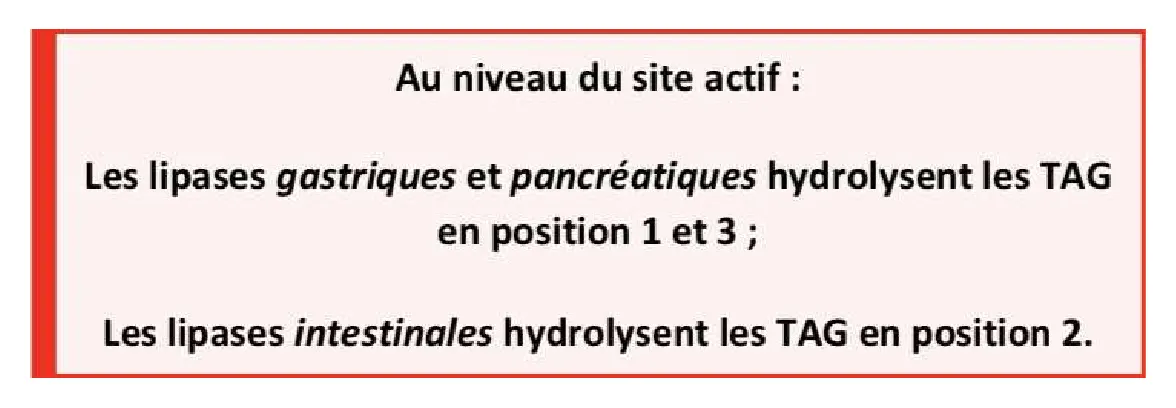 Au niveau du site actif :
Les lipases gastriques et pancréatiques hydrolysent les TAG
en position 1 et 3 ;
Les lipases intestinales hydrolysent les TAG en position 2.